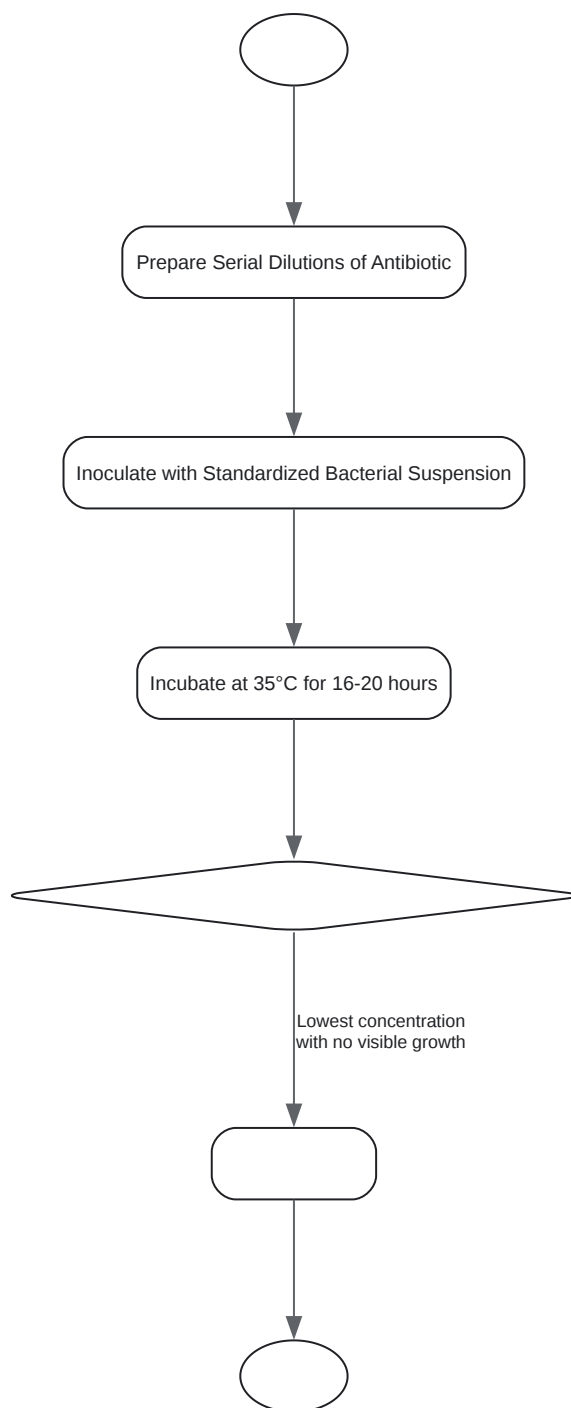 Prepare Serial Dilutions of Antibiotic
Inoculate with Standardized Bacterial Suspension
Incubate at 35°C for 16-20 hours
Lowest concentration
with no visible growth